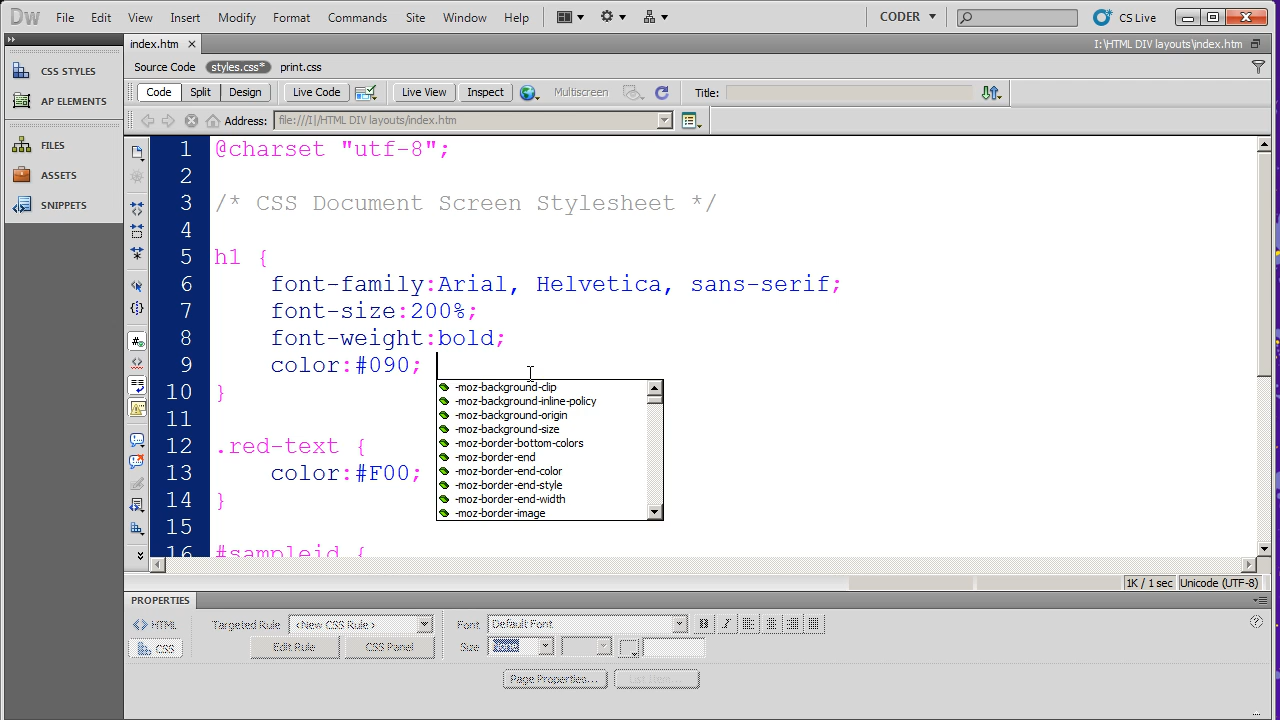 Dw File Edit View Insert Modify Format Commands Site Window Help CODER CS Live
index.htm I:\HTML DIV layouts\index.htm
Source Code styles.css* print.css
Code Split Design Live Code Live View Inspect Multiscreen Title:
Address: file:///I|/HTML DIV layouts/index.htm
CSS STYLES
AP ELEMENTS
FILES
ASSETS
SNIPPETS
1 @charset "utf-8";
2
3 /* CSS Document Screen Stylesheet */
4
5 h1 {
6 font-family:Arial, Helvetica, sans-serif;
7 font-size:200%;
8 font-weight:bold;
9 color:#090;
10 }
11
12 .red-text {
13 color:#F00;
14 }
15
16 #sampleid {
-moz-background-clip
-moz-background-inline-policy
-moz-background-origin
-moz-background-size
-moz-border-bottom-colors
-moz-border-end
-moz-border-end-color
-moz-border-end-style
-moz-border-end-width
-moz-border-image
1K / 1 sec Unicode (UTF-8)
PROPERTIES
<> HTML Targeted Rule <New CSS Rule> Font Default Font B I
CSS Edit Rule CSS Panel Size
Page Properties... List Item...